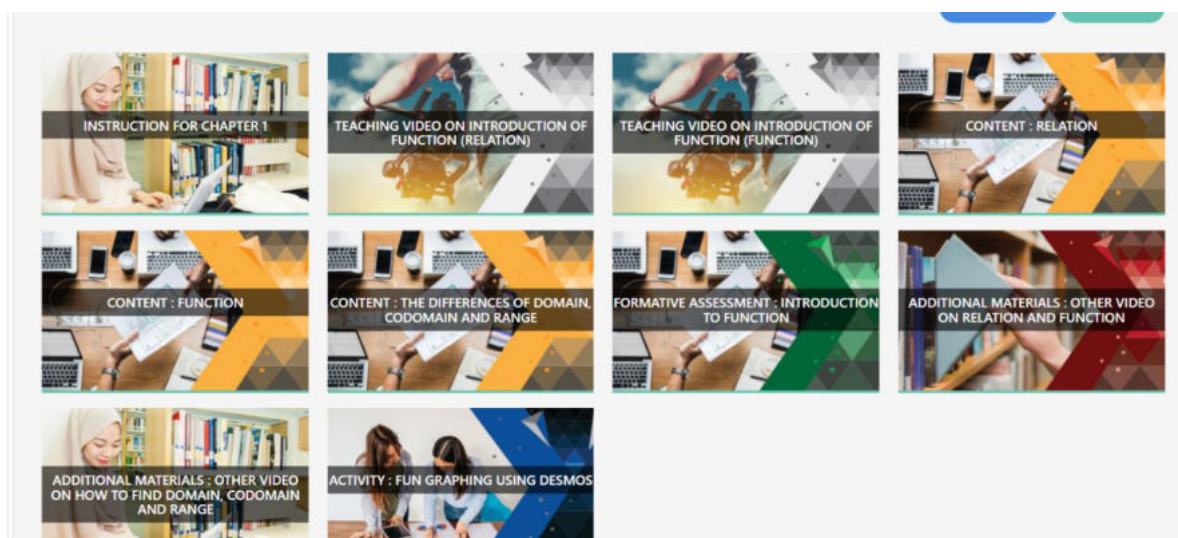 INSTRUCTION FOR CHAPTER 1
TEACHING VIDEO ON INTRODUCTION OF
FUNCTION (RELATION)
TEACHING VIDEO ON INTRODUCTION OF
FUNCTION (FUNCTION)
CONTENT : RELATION
CONTENT : FUNCTION
CONTENT : THE DIFFERENCES OF DOMAIN,
CODOMAIN AND RANGE
FORMATIVE ASSESSMENT : INTRODUCTION
TO FUNCTION
ADDITIONAL MATERIALS : OTHER VIDEO
ON RELATION AND FUNCTION
ADDITIONAL MATERIALS : OTHER VIDEO
ON HOW TO FIND DOMAIN, CODOMAIN
AND RANGE
ACTIVITY : FUN GRAPHING USING DESMOS